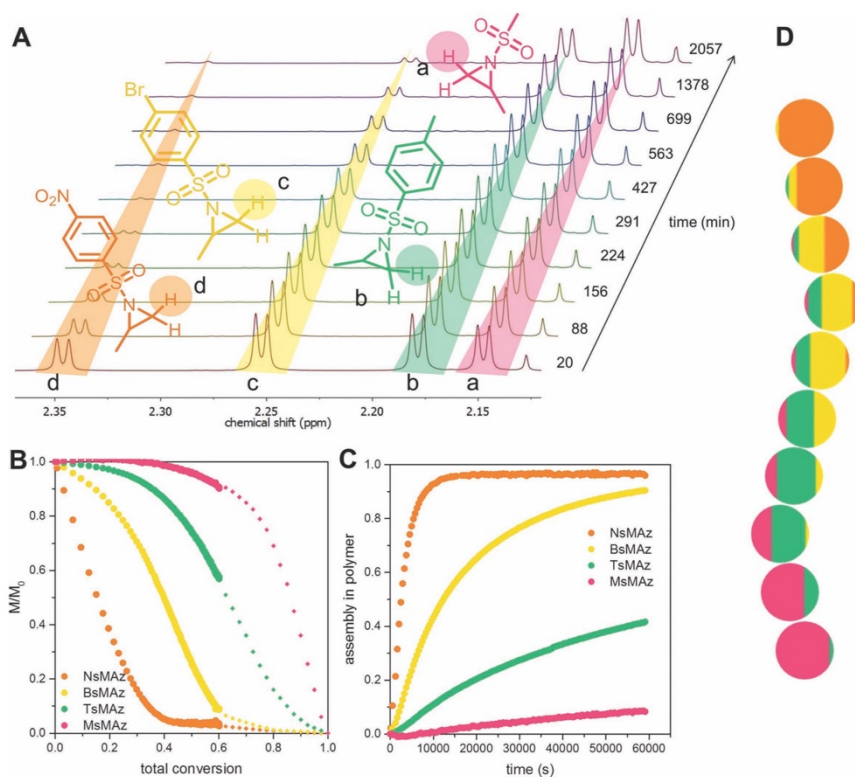 A
D
2057
1378
699
563
427
291
224
156
88
20
time (min)
a
Br
O
S
O
N
c
H
H
O₂N
O
S
O
N
d
H
H
O
S
O
N
H
H
O
S
O
N
b
H
H
d
c
b
a
2.35
2.30
2.25
2.20
2.15
chemical shift (ppm)
B
1.0
0.8
0.6
0.4
0.2
0.0
M/M₀
NsMAz
BsMAz
TsMAz
MsMAz
0.0 0.2 0.4 0.6 0.8 1.0
total conversion
C
1.0
0.8
0.6
0.4
0.2
0.0
assembly in polymer
NsMAz
BsMAz
TsMAz
MsMAz
0 10000 20000 30000 40000 50000 60000
time (s)